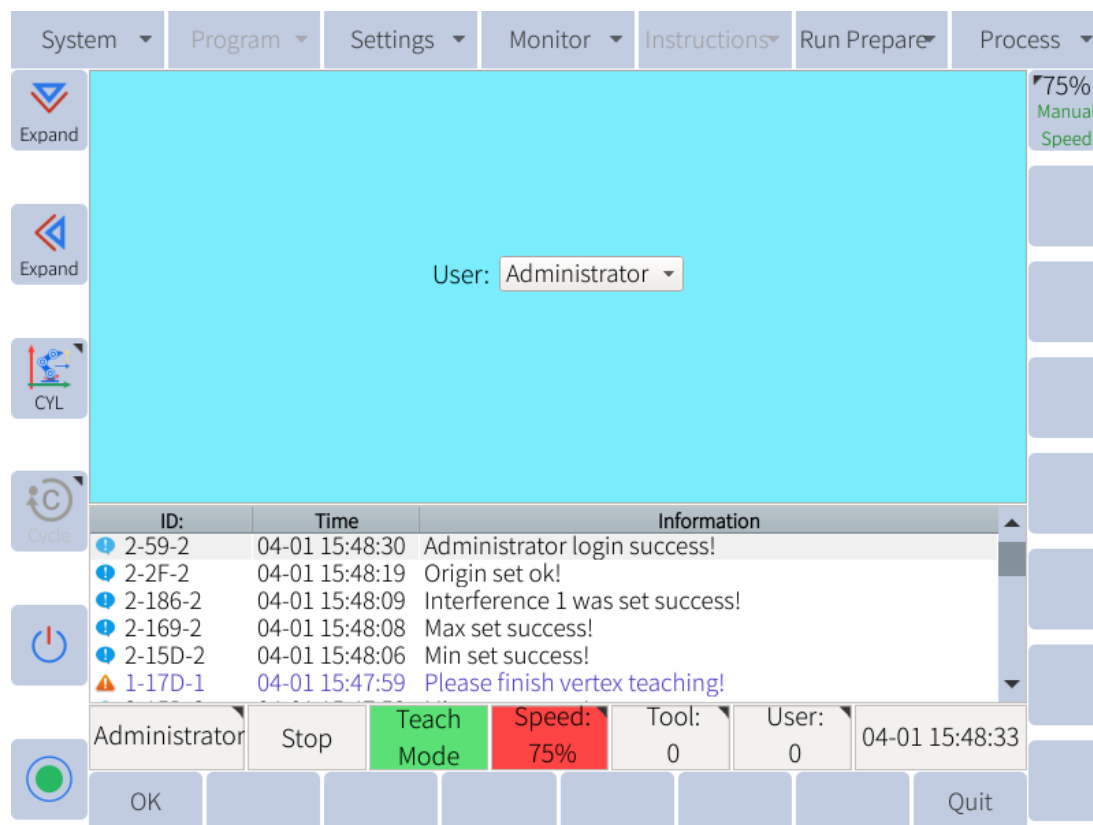 System Program Settings Monitor Instructions Run Prepare Process
75%
Manual
Speed
Expand
Expand
User: Administrator
CYL
Cycle
ID: Time Information
2-59-2 04-01 15:48:30 Administrator login success!
2-2F-2 04-01 15:48:19 Origin set ok!
2-186-2 04-01 15:48:09 Interference 1 was set success!
2-169-2 04-01 15:48:08 Max set success!
2-15D-2 04-01 15:48:06 Min set success!
1-17D-1 04-01 15:47:59 Please finish vertex teaching!
Administrator
Stop
Teach
Mode
Speed:
75%
Tool:
0
User:
0
04-01 15:48:33
OK
Quit